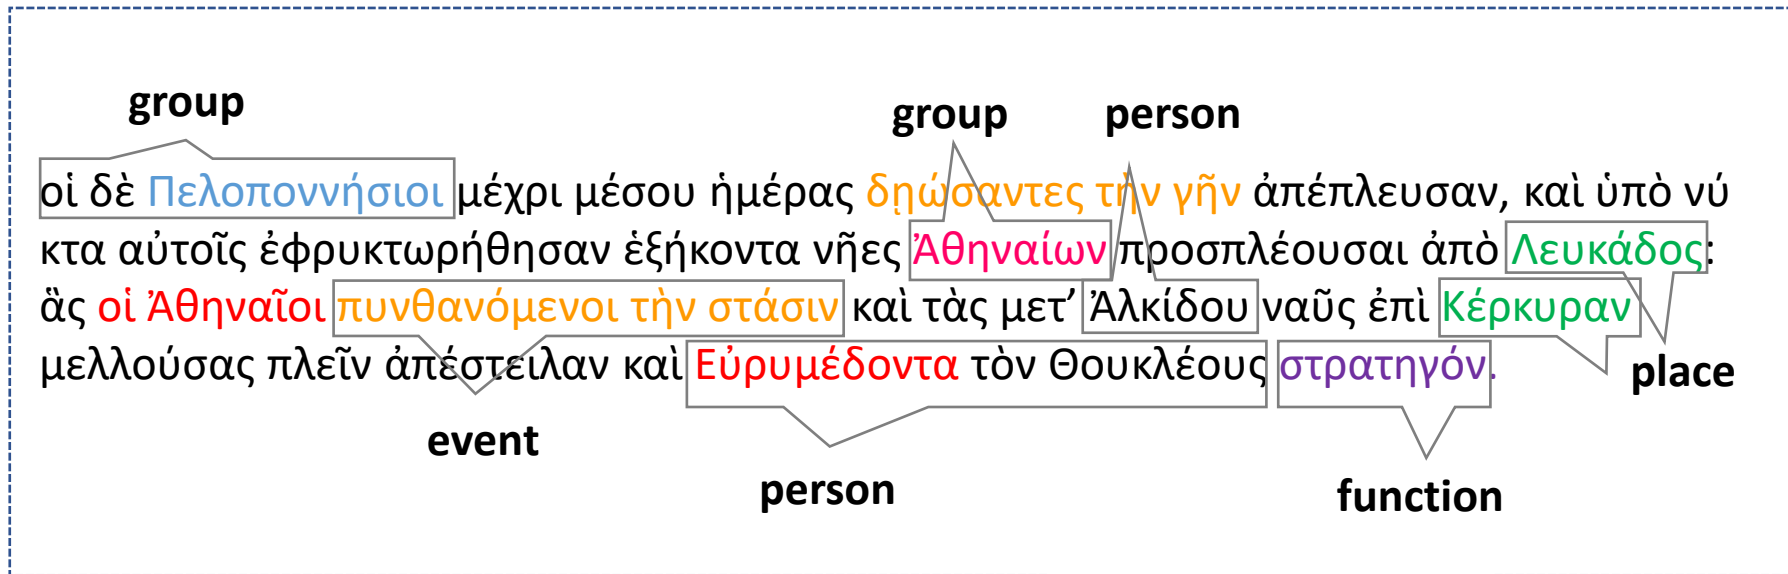 group
group person
οἱ δὲ Πελοποννήσιοι μέχρι μέσου ἡμέρας δῃώσαντες τὴν γῆν ἀπέπλευσαν, καὶ ὑπὸ νύ
κτα αὐτοῖς ἐφρυκτωρήθησαν ἑξήκοντα νῆες Ἀθηναίων προσπλέουσαι ἀπὸ Λευκάδος:
ἃς οἱ Ἀθηναῖοι πυνθανόμενοι τὴν στάσιν καὶ τὰς μετ’ Ἀλκίδου ναῦς ἐπὶ Κέρκυραν
μελλούσας πλεῖν ἀπέστειλαν καὶ Εὐρυμέδοντα τὸν Θουκλέους στρατηγόν.
place
event
person
function